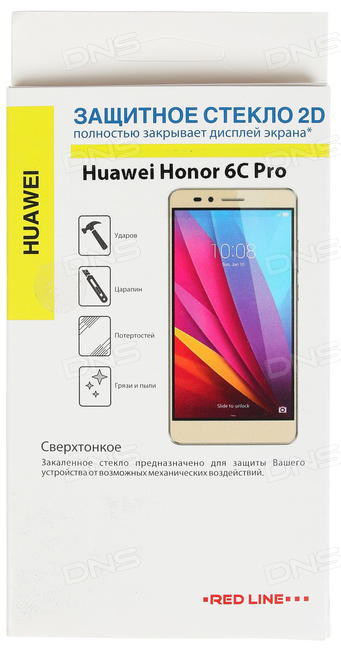 ЗАЩИТНОЕ СТЕКЛО 2D
полностью закрывает дисплей экрана*
HUAWEI
Huawei Honor 6C Pro
Ударов
Царапин
Потертостей
Грязи и пыли
10:08
Slide to unlock
Сверхтонкое
Закаленное стекло предназначено для защиты Вашего
устройства от возможных механических воздействий.
RED LINE
DNS